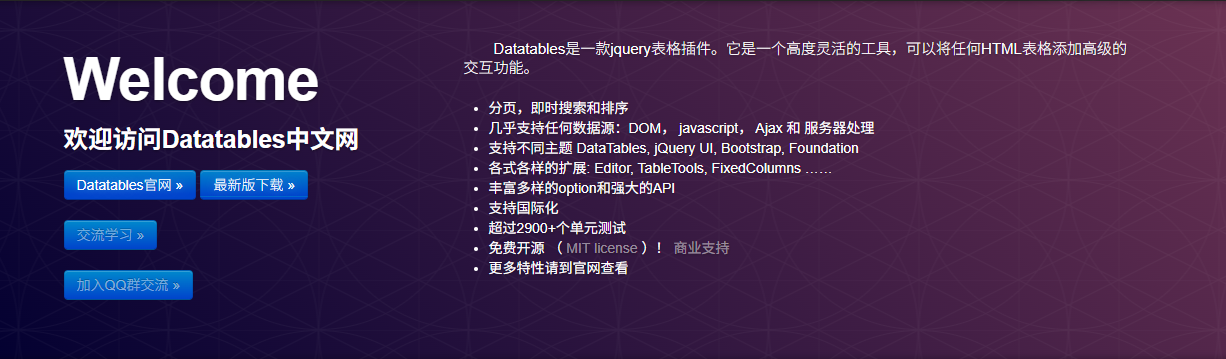 Welcome
欢迎访问Datatables中文网
Datatables官网 »
最新版下载 »
交流学习 »
加入QQ群交流 »
Datatables是一款jquery表格插件。它是一个高度灵活的工具，可以将任何HTML表格添加高级的
交互功能。
分页，即时搜索和排序
几乎支持任何数据源：DOM， javascript， Ajax 和 服务器处理
支持不同主题 DataTables, jQuery UI, Bootstrap, Foundation
各式各样的扩展: Editor, TableTools, FixedColumns ……
丰富多样的option和强大的API
支持国际化
超过2900+个单元测试
免费开源 （ MIT license ）！ 商业支持
更多特性请到官网查看